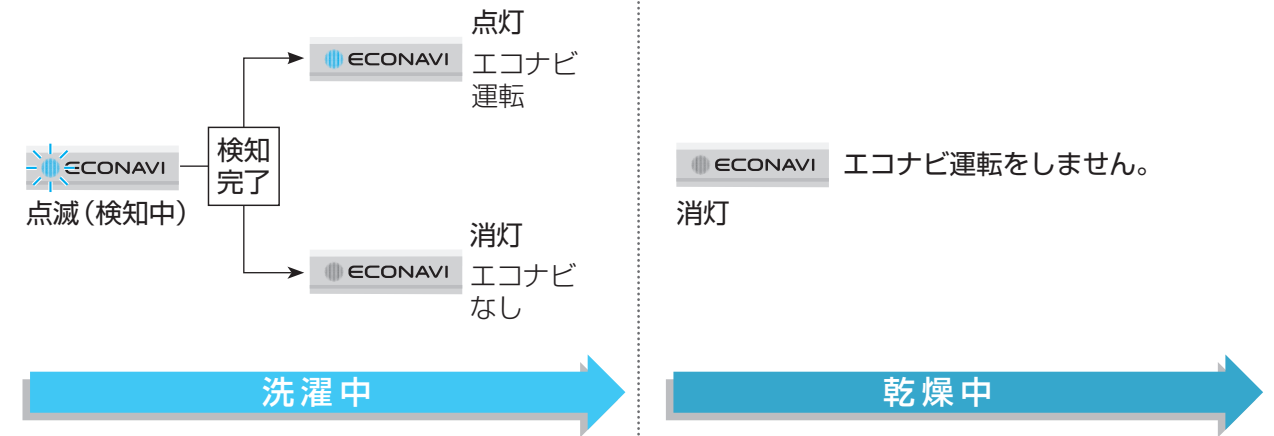 点灯
ECONAVI
エコナビ
運転
ECONAVI
検知
完了
点滅(検知中)
消灯
ECONAVI
エコナビ
なし
洗濯中
ECONAVI
エコナビ運転をしません。
消灯
乾燥中